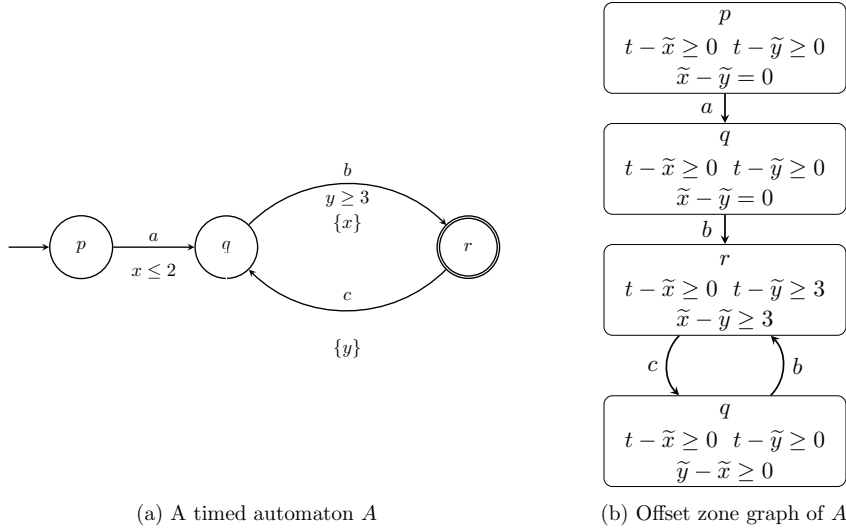 p
a
x ≤ 2
q
b
y ≥ 3
{x}
r
c
{y}
(a) A timed automaton A
p
t − x̃ ≥ 0 t − ỹ ≥ 0
x̃ − ỹ = 0
a
q
t − x̃ ≥ 0 t − ỹ ≥ 0
x̃ − ỹ = 0
b
r
t − x̃ ≥ 0 t − ỹ ≥ 3
x̃ − ỹ ≥ 3
c b
q
t − x̃ ≥ 0 t − ỹ ≥ 0
ỹ − x̃ ≥ 0
(b) Offset zone graph of A